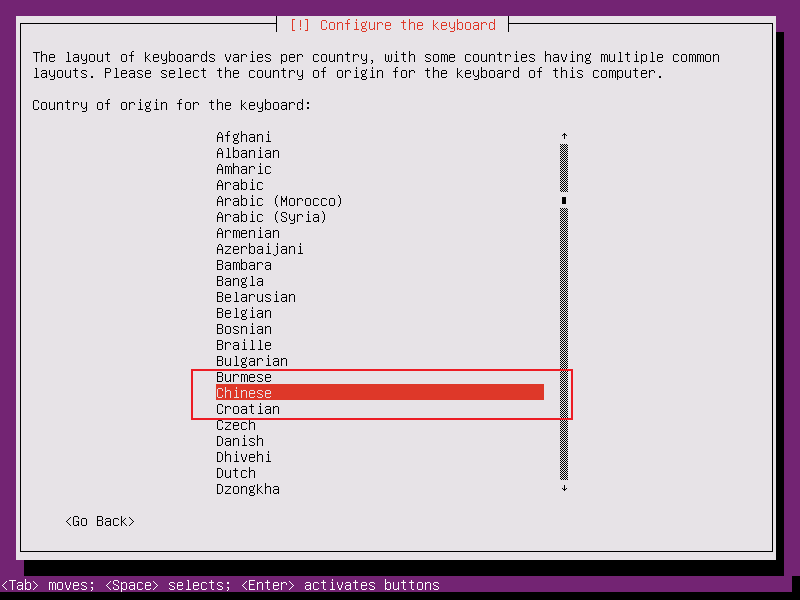 [!] Configure the keyboard
The layout of keyboards varies per country, with some countries having multiple common
layouts. Please select the country of origin for the keyboard of this computer.
Country of origin for the keyboard:
Afghani
Albanian
Amharic
Arabic
Arabic (Morocco)
Arabic (Syria)
Armenian
Azerbaijani
Bambara
Bangla
Belarusian
Belgian
Bosnian
Braille
Bulgarian
Burmese
Chinese
Croatian
Czech
Danish
Dhivehi
Dutch
Dzongkha
<Go Back>
<Tab> moves; <Space> selects; <Enter> activates buttons